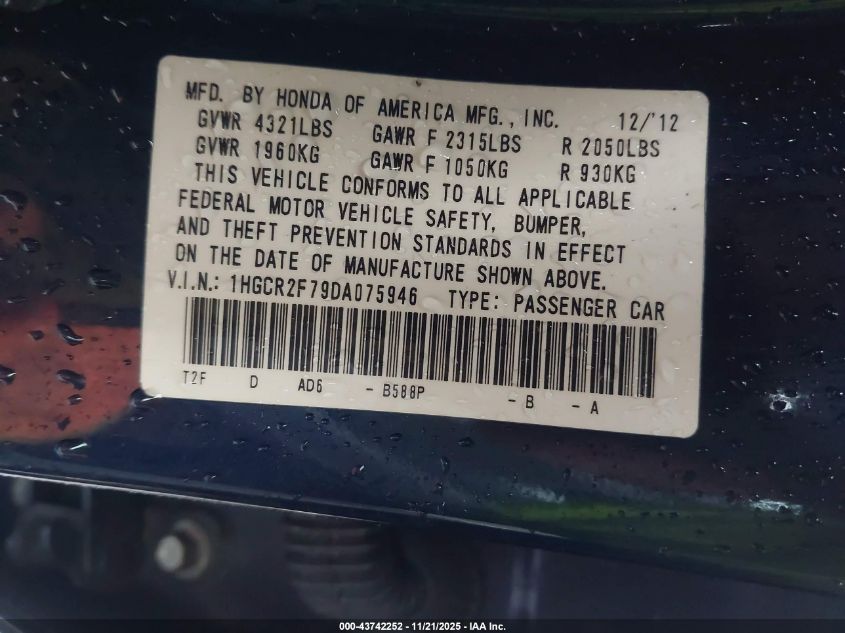 MFD. BY HONDA OF AMERICA MFG., INC. 12/'12
GVWR 4321LBS GAWR F 2315LBS R 2050LBS
GVWR 1960KG GAWR F 1050KG R 930KG
THIS VEHICLE CONFORMS TO ALL APPLICABLE
FEDERAL MOTOR VEHICLE SAFETY, BUMPER,
AND THEFT PREVENTION STANDARDS IN EFFECT
ON THE DATE OF MANUFACTURE SHOWN ABOVE.
V.I.N.: 1HGCR2F79DA075946 TYPE: PASSENGER CAR
T2F D AD6 - B588P - B - A
000-43742252 - 11/21/2025 - IAA Inc.